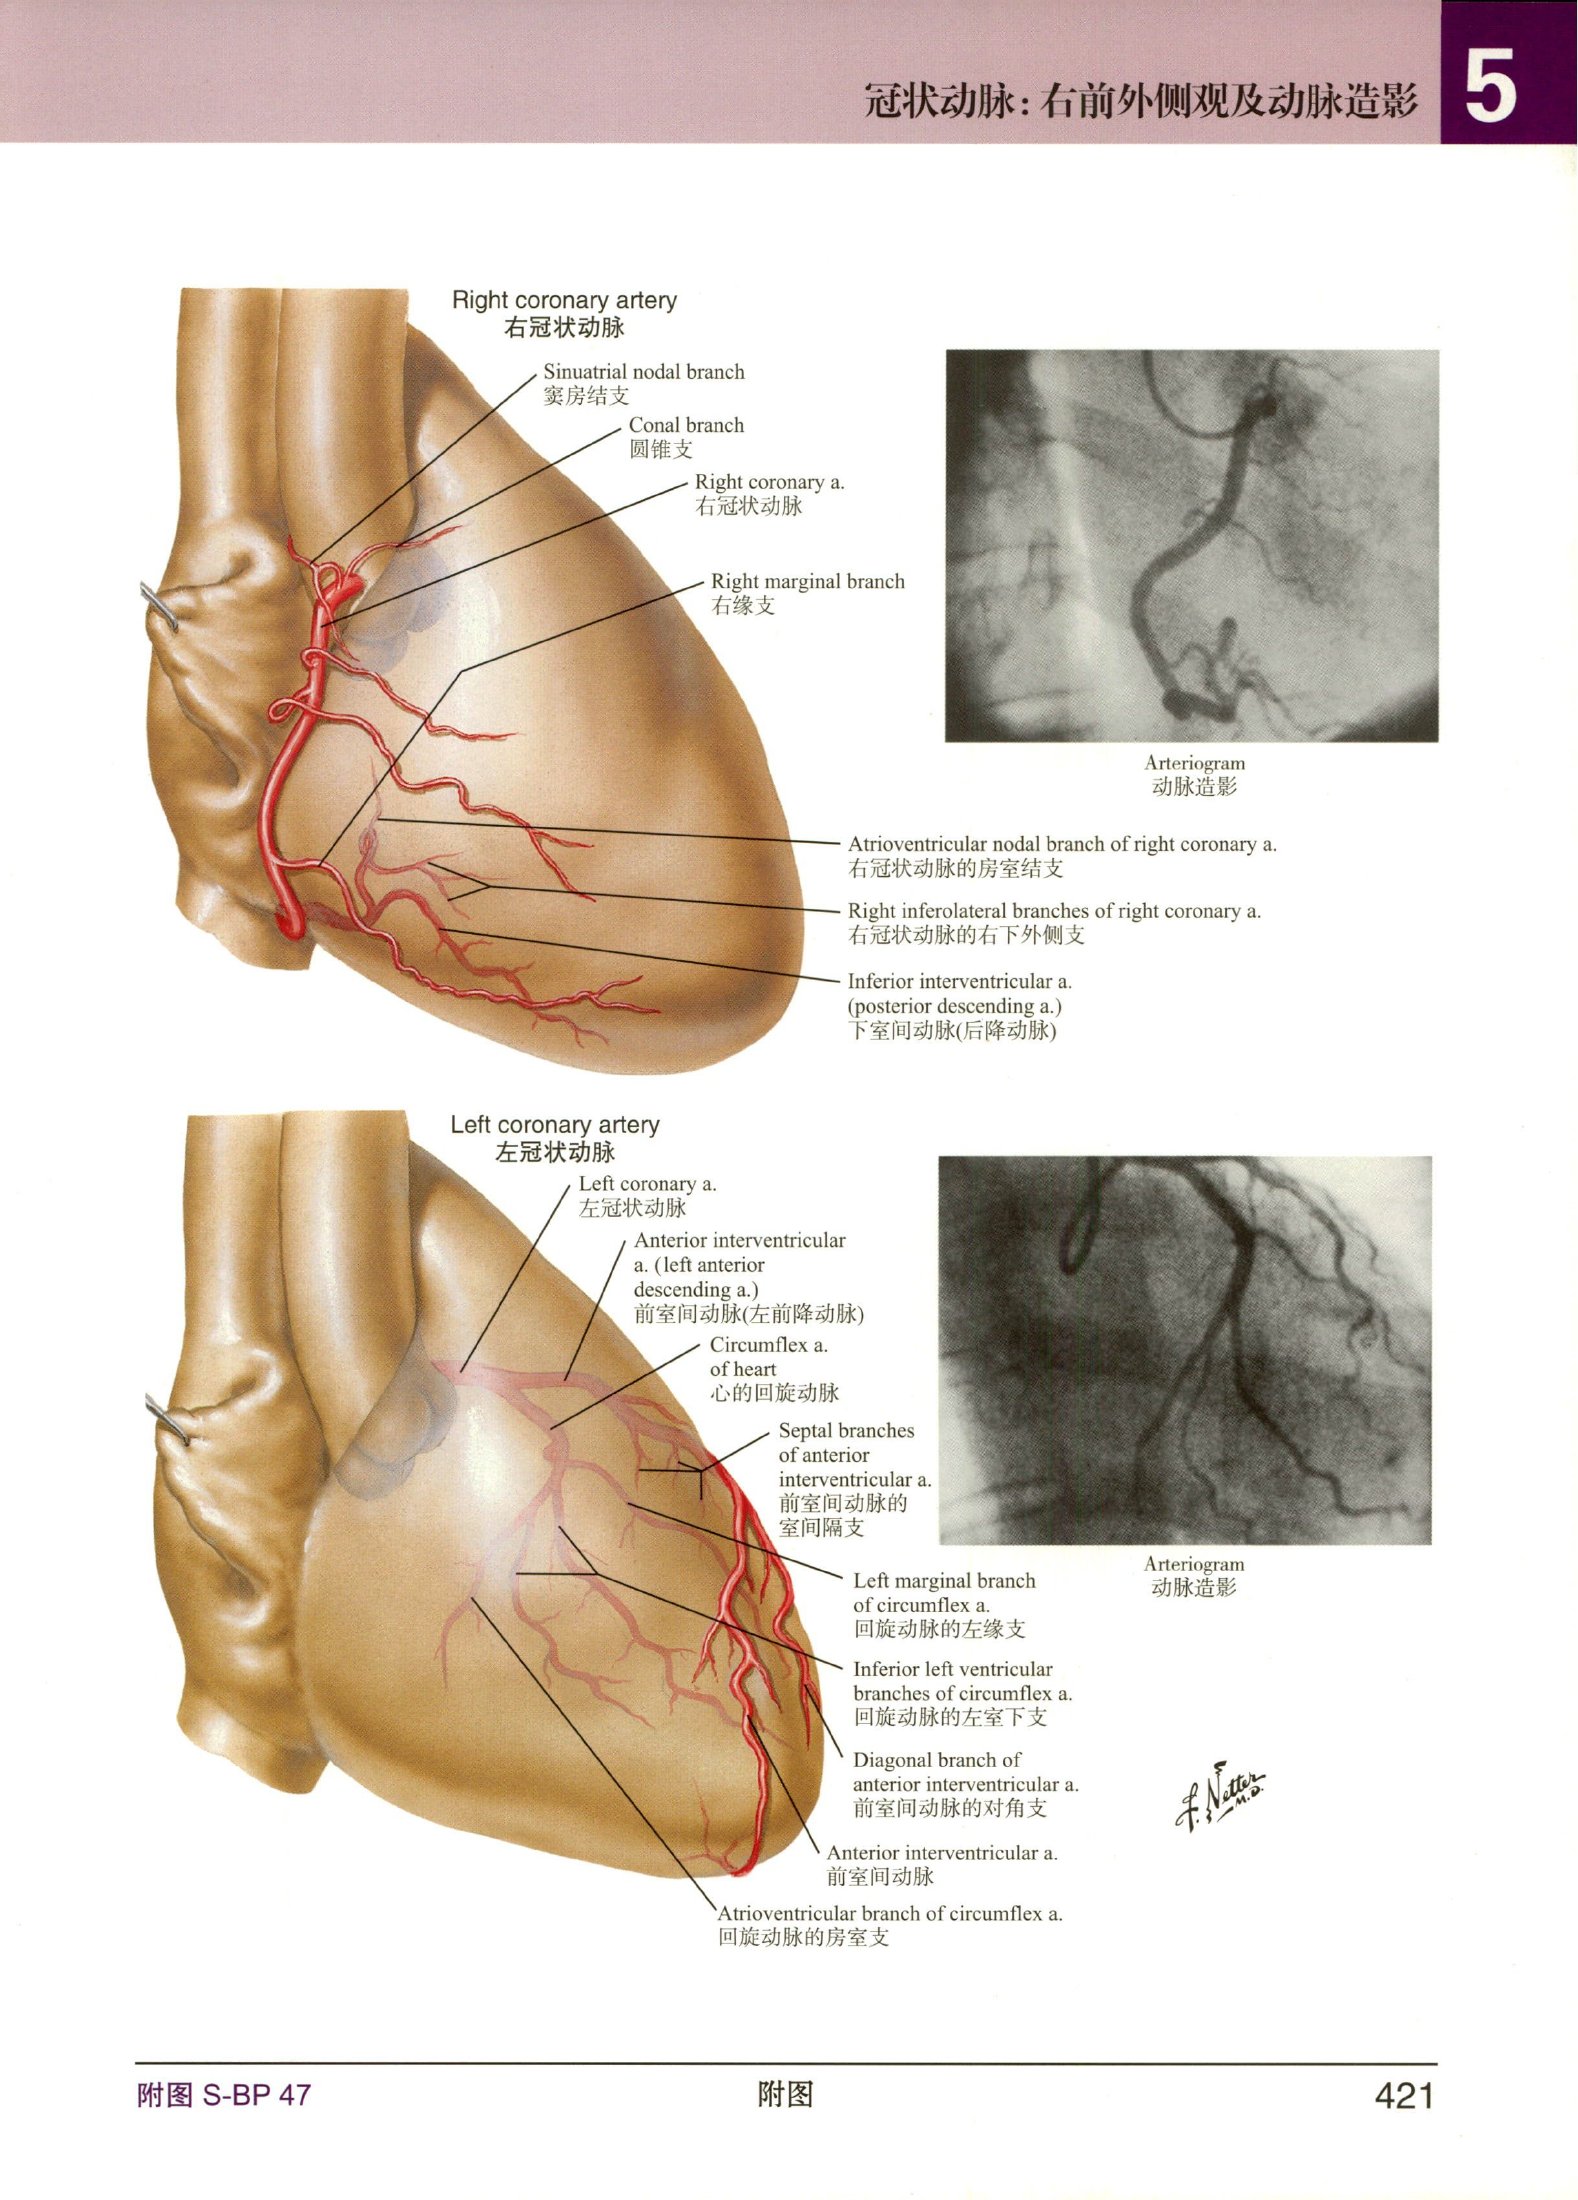 冠状动脉：右前外侧观及动脉造影
5
Right coronary artery
右冠状动脉
Sinuatrial nodal branch
窦房结支
Conal branch
圆锥支
Right coronary a.
右冠状动脉
Right marginal branch
右缘支
Arteriogram
动脉造影
Atrioventricular nodal branch of right coronary a.
右冠状动脉的房室结支
Right inferolateral branches of right coronary a.
右冠状动脉的右下外侧支
Inferior interventricular a.
(posterior descending a.)
下室间动脉(后降动脉)
Left coronary artery
左冠状动脉
Left coronary a.
左冠状动脉
Anterior interventricular
a. (left anterior
descending a.)
前室间动脉(左前降动脉)
Circumflex a.
of heart
心的回旋动脉
Septal branches
of anterior
interventricular a.
前室间动脉的
室间隔支
Arteriogram
动脉造影
Left marginal branch
of circumflex a.
回旋动脉的左缘支
Inferior left ventricular
branches of circumflex a.
回旋动脉的左室下支
Diagonal branch of
anterior interventricular a.
前室间动脉的对角支
F. Netter
M.D.
Anterior interventricular a.
前室间动脉
Atrioventricular branch of circumflex a.
回旋动脉的房室支
附图 S-BP 47
附图
421